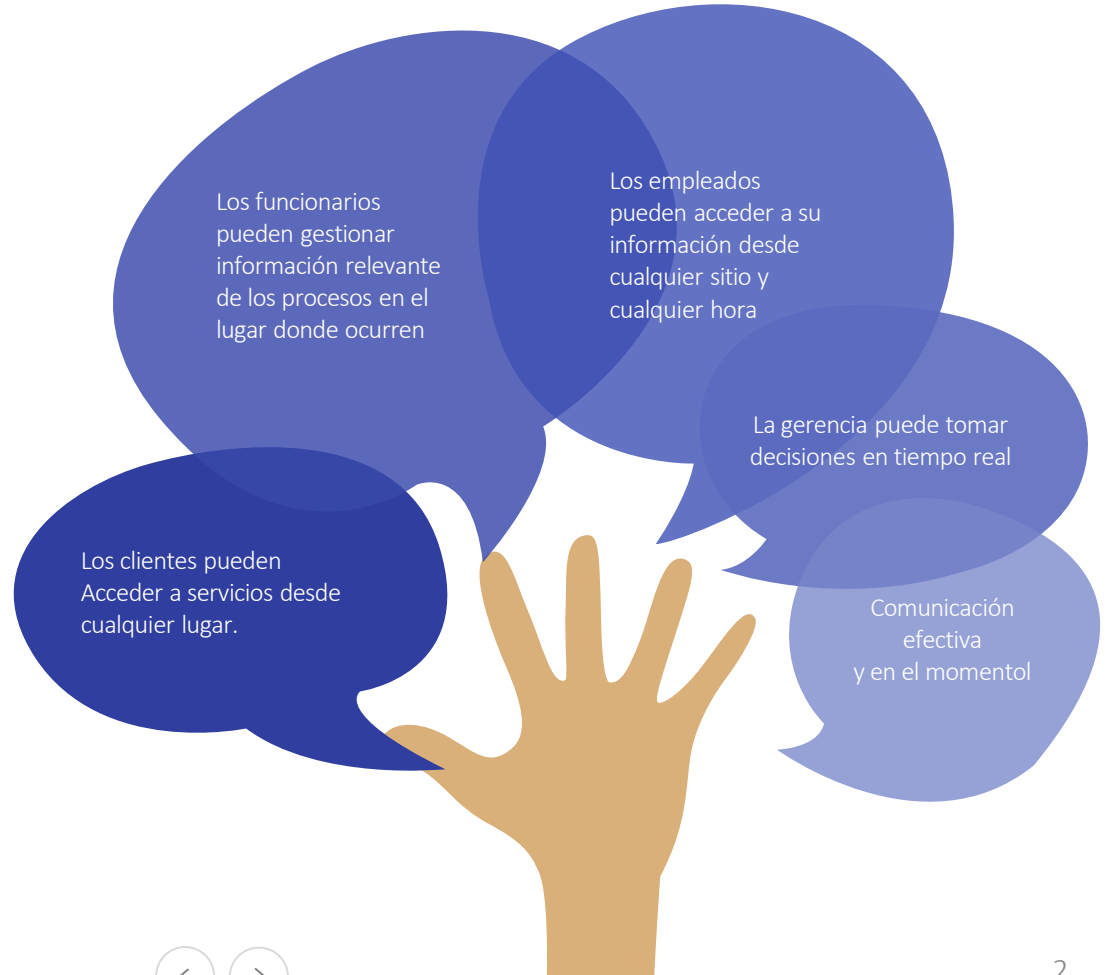 Los funcionarios
pueden gestionar
información relevante
de los procesos en el
lugar donde ocurren
Los empleados
pueden acceder a su
información desde
cualquier sitio y
cualquier hora
La gerencia puede tomar
decisiones en tiempo real
Los clientes pueden
Acceder a servicios desde
cualquier lugar.
Comunicación
efectiva
y en el momentol
2